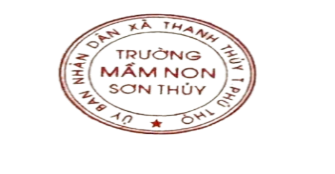 ỦY BAN NHÂN DÂN XÃ THANH THỦY T PHÚ THỌ
TRƯỜNG
MẦM NON
SƠN THỦY